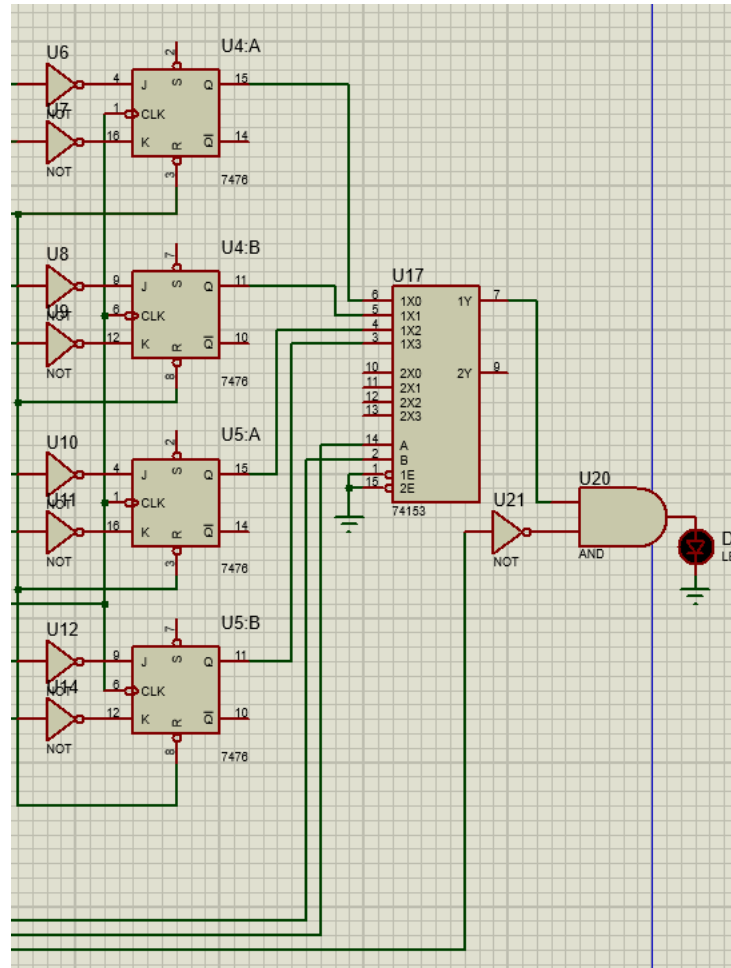 U6
U4:A
4
J
S
2
Q
15
1
CLK
U7
NOT
16
K
R
3
Q
14
NOT
7476
U8
U4:B
9
J
S
7
Q
11
6
CLK
U9
NOT
12
K
R
8
Q
10
NOT
7476
U17
6
1X0
1Y
7
5
1X1
4
1X2
3
1X3
10
2X0
2Y
9
11
2X1
12
2X2
13
2X3
14
A
2
B
1
1E
15
2E
74153
U10
U5:A
4
J
S
2
Q
15
1
CLK
U11
NOT
16
K
R
3
Q
14
NOT
7476
U21
NOT
U20
AND
D
LE
U12
U5:B
9
J
S
7
Q
11
6
CLK
U14
NOT
12
K
R
8
Q
10
NOT
7476